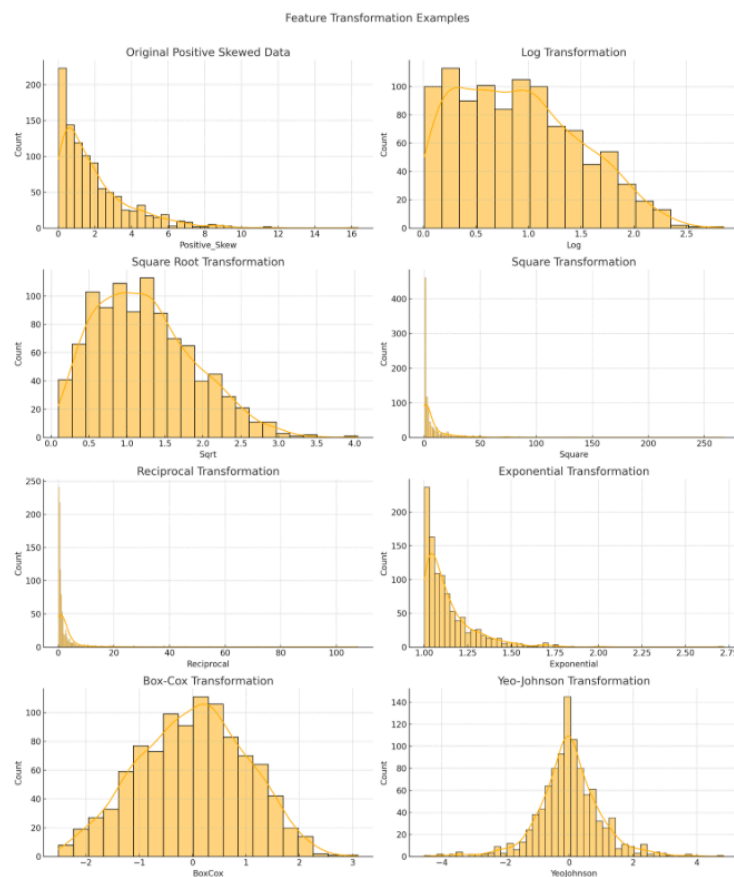 Feature Transformation Examples
Original Positive Skewed Data
Log Transformation
Count
200
150
100
50
0
0 2 4 6 8 10 12 14 16
Positive_Skew
Count
100
80
60
40
20
0
0.0 0.5 1.0 1.5 2.0 2.5
Log
Square Root Transformation
Square Transformation
Count
100
80
60
40
20
0
0.0 0.5 1.0 1.5 2.0 2.5 3.0 3.5 4.0
Sqrt
Count
400
300
200
100
0
0 50 100 150 200 250
Square
Reciprocal Transformation
Exponential Transformation
Count
250
200
150
100
50
0
0 20 40 60 80 100
Reciprocal
Count
200
150
100
50
0
1.00 1.25 1.50 1.75 2.00 2.25 2.50 2.75
Exponential
Box-Cox Transformation
Yeo-Johnson Transformation
Count
100
80
60
40
20
0
−2 −1 0 1 2 3
BoxCox
Count
140
120
100
80
60
40
20
0
−4 −2 0 2 4
YeoJohnson